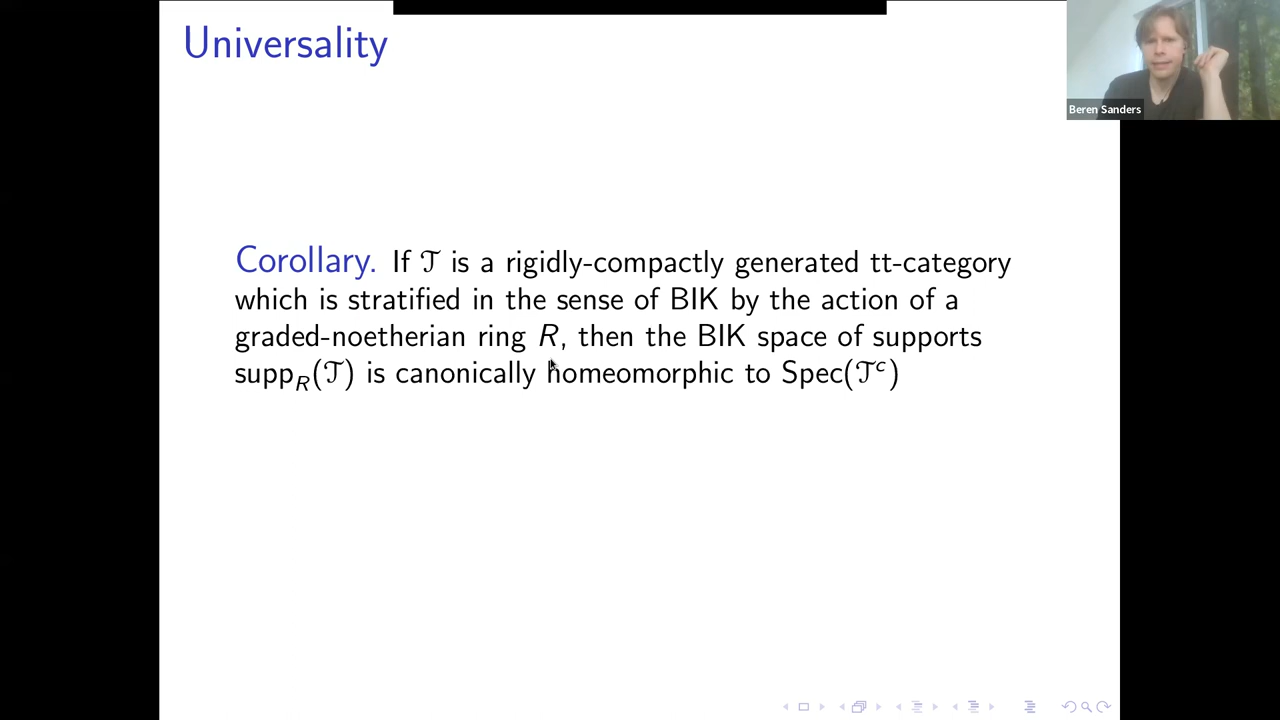 Universality
Beren Sanders
Corollary. If 𝒯 is a rigidly-compactly generated tt-category
which is stratified in the sense of BIK by the action of a
graded-noetherian ring R, then the BIK space of supports
supp_R(𝒯) is canonically homeomorphic to Spec(𝒯ᶜ)